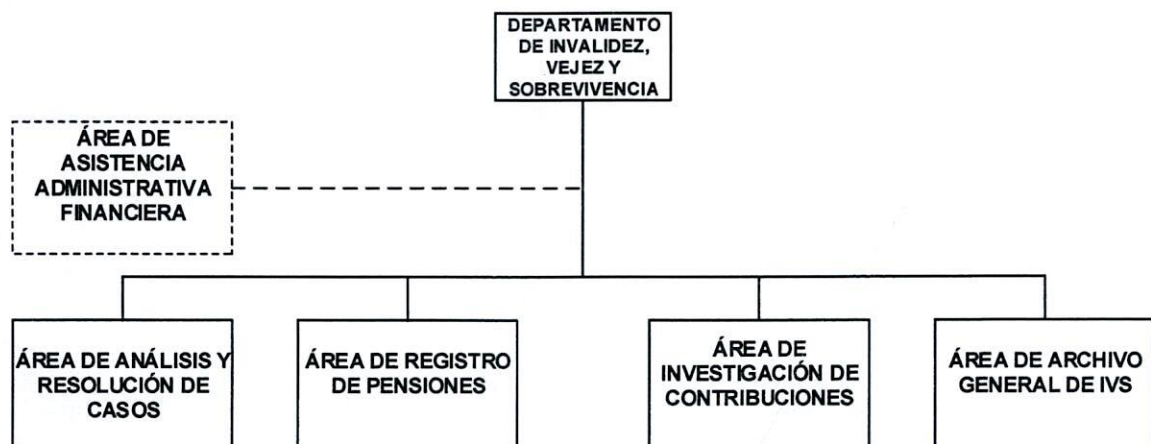 DEPARTAMENTO
DE INVALIDEZ,
VEJEZ Y
SOBREVIVENCIA
ÁREA DE
ASISTENCIA
ADMINISTRATIVA
FINANCIERA
ÁREA DE ANÁLISIS Y
RESOLUCIÓN DE
CASOS
ÁREA DE REGISTRO
DE PENSIONES
ÁREA DE
INVESTIGACIÓN DE
CONTRIBUCIONES
ÁREA DE ARCHIVO
GENERAL DE IVS